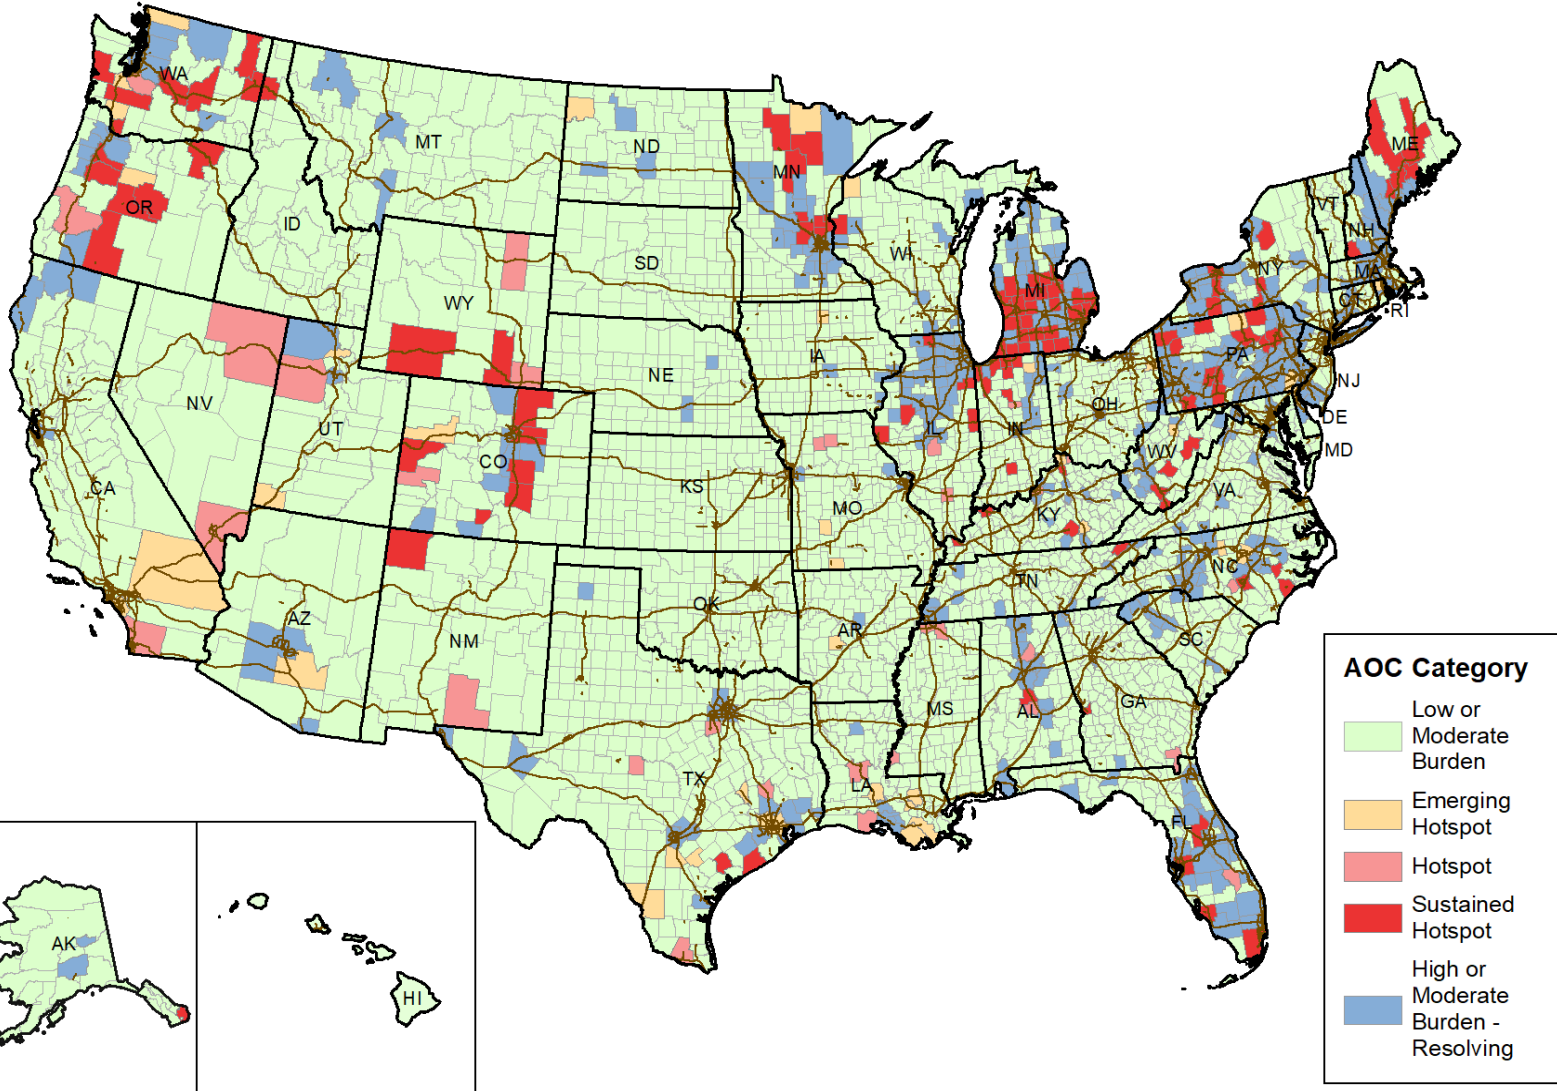 WA
MT
ND
MN
ME
OR
ID
SD
WI
MI
VT
NH
NY
MA
CT
RI
WY
IA
PA
NJ
NE
NV
UT
CO
IL
IN
OH
DE
MD
WV
CA
KS
MO
KY
VA
AZ
NM
OK
AR
TN
NC
SC
MS
AL
GA
TX
LA
FL
AK
HI
AOC Category
Low or
Moderate
Burden
Emerging
Hotspot
Hotspot
Sustained
Hotspot
High or
Moderate
Burden -
Resolving